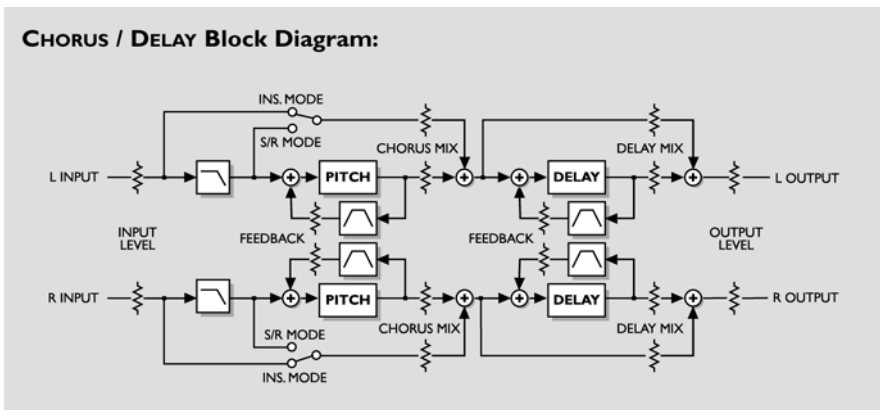 CHORUS / DELAY Block Diagram:
INS. MODE
S/R MODE
CHORUS MIX
DELAY MIX
L INPUT
PITCH
DELAY
L OUTPUT
INPUT
LEVEL
FEEDBACK
FEEDBACK
OUTPUT
LEVEL
R INPUT
PITCH
DELAY
R OUTPUT
S/R MODE
CHORUS MIX
DELAY MIX
INS. MODE